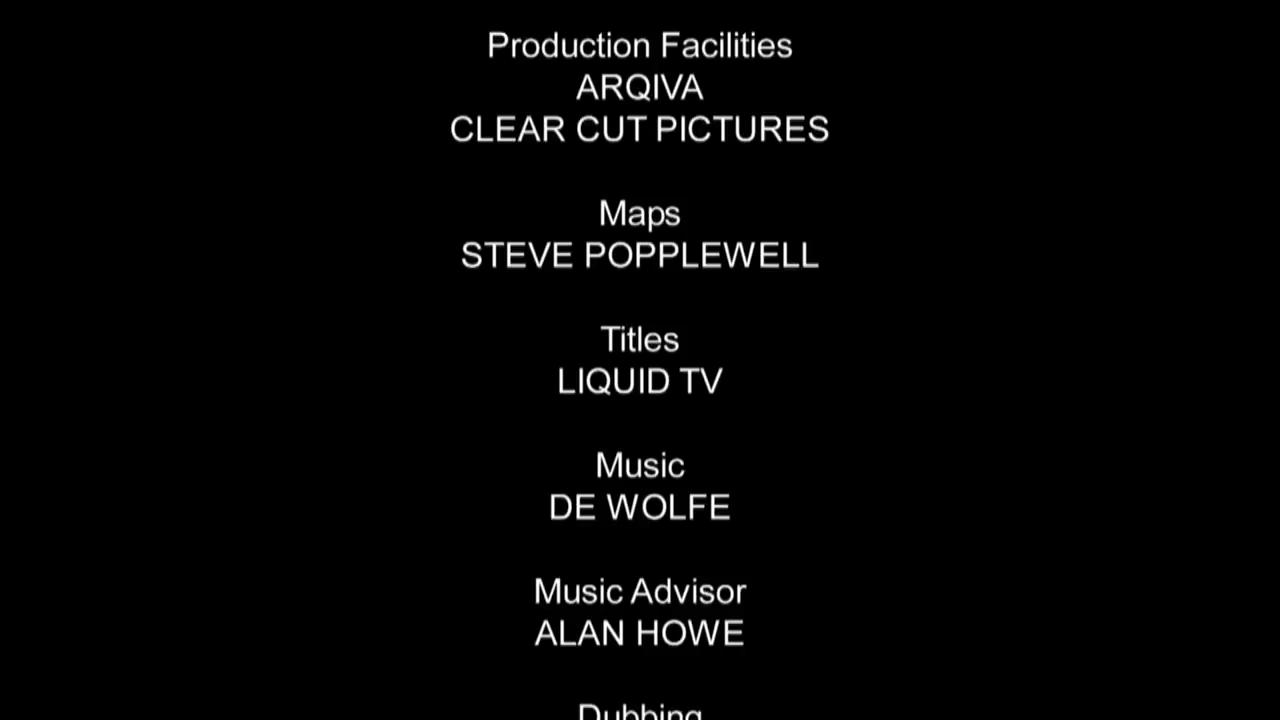 Production Facilities
ARQIVA
CLEAR CUT PICTURES
Maps
STEVE POPPLEWELL
Titles
LIQUID TV
Music
DE WOLFE
Music Advisor
ALAN HOWE
Dubbing